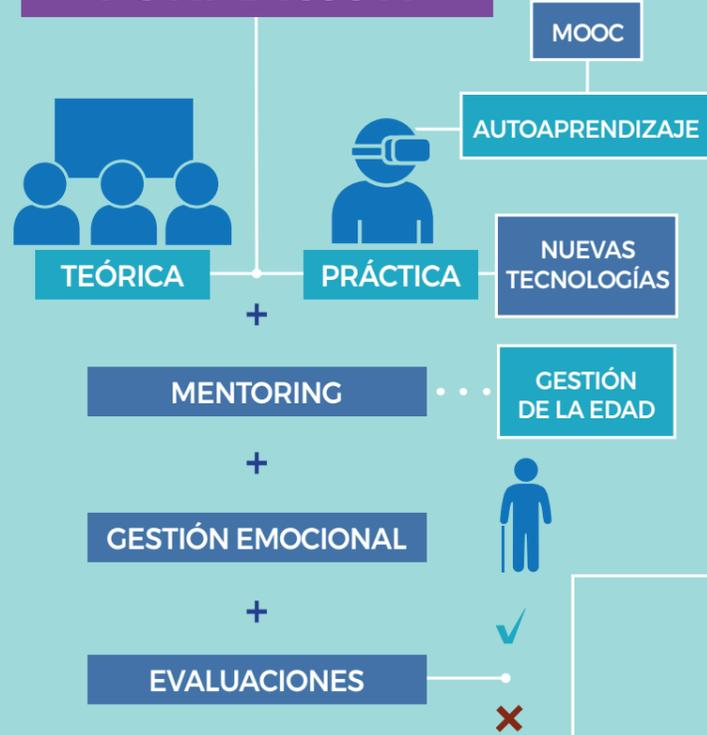 MOOC
AUTOAPRENDIZAJE
TEÓRICA
PRÁCTICA
NUEVAS
TECNOLOGÍAS
+
MENTORING
GESTIÓN
DE LA EDAD
+
GESTIÓN EMOCIONAL
+
EVALUACIONES